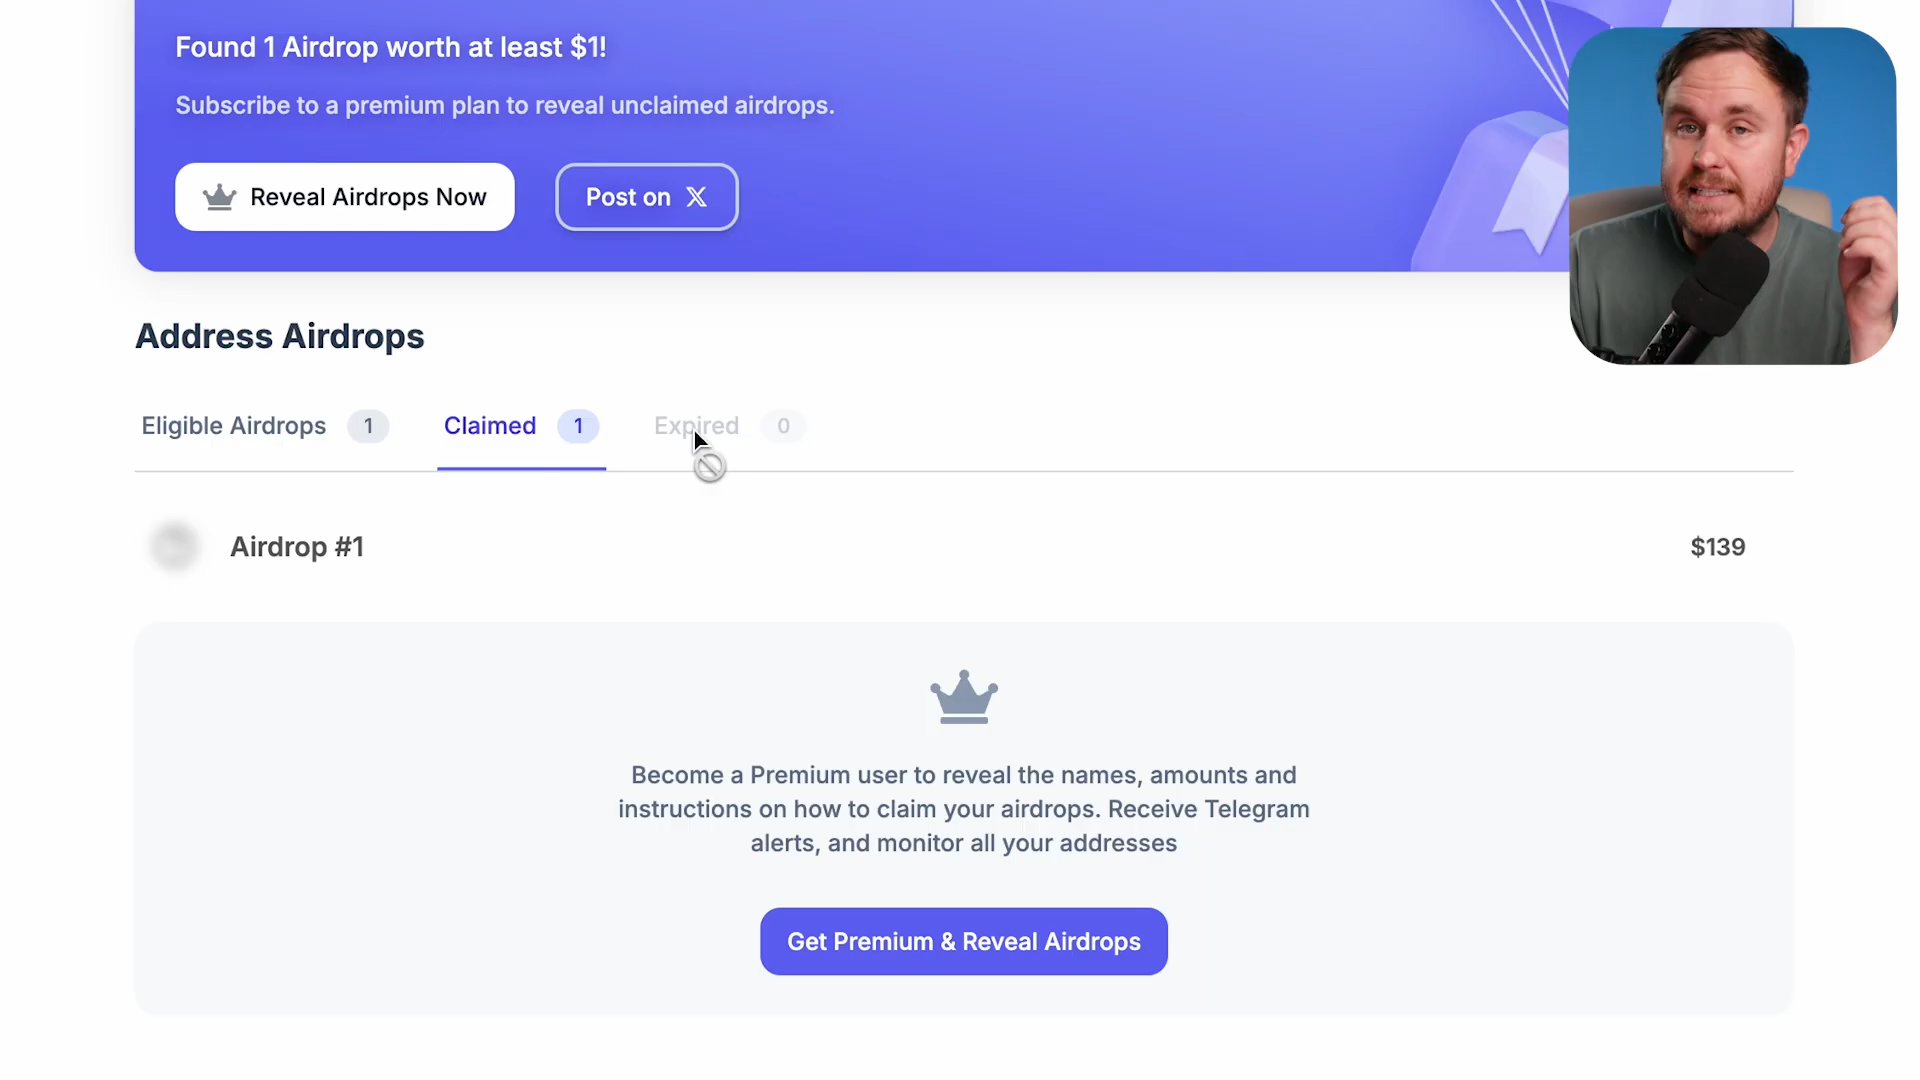 Found 1 Airdrop worth at least $1!
Subscribe to a premium plan to reveal unclaimed airdrops.
Reveal Airdrops Now
Post on X
Address Airdrops
Eligible Airdrops 1 Claimed 1 Expired 0
Airdrop #1 $139
Become a Premium user to reveal the names, amounts and
instructions on how to claim your airdrops. Receive Telegram
alerts, and monitor all your addresses
Get Premium & Reveal Airdrops